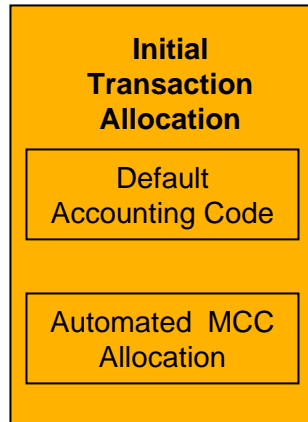 Initial
Transaction
Allocation
Default
Accounting Code
Automated MCC
Allocation